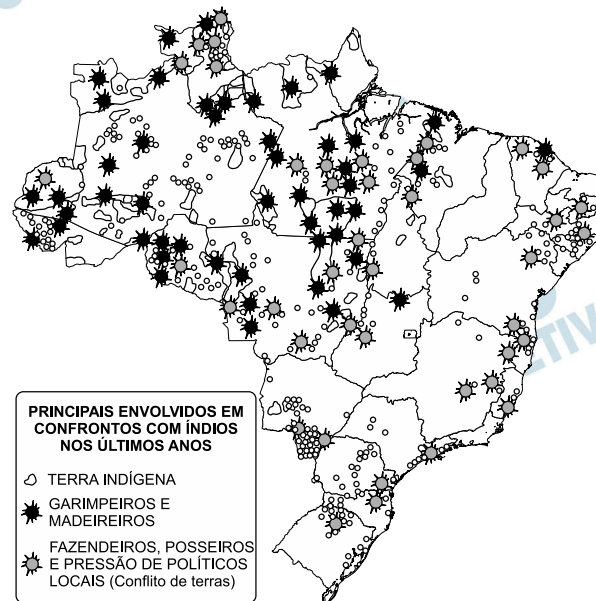 PRINCIPAIS ENVOLVIDOS EM
CONFRONTOS COM ÍNDIOS
NOS ÚLTIMOS ANOS
TERRA INDÍGENA
GARIMPEIROS E
MADEIREIROS
FAZENDEIROS, POSSEIROS
E PRESSÃO DE POLÍTICOS
LOCAIS (Conflito de terras)